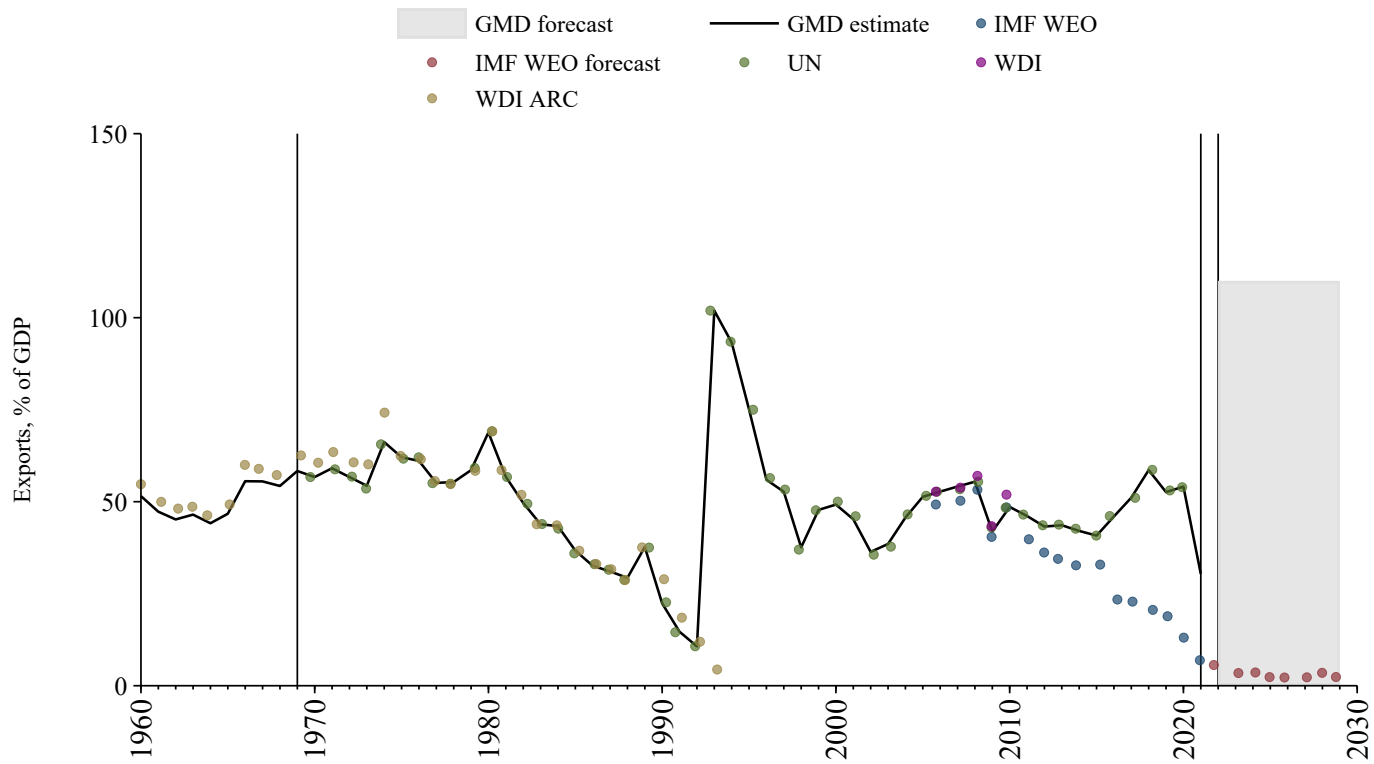 GMD forecast GMD estimate IMF WEO
IMF WEO forecast UN WDI
WDI ARC
Exports, % of GDP
150
100
50
0
1960 1970 1980 1990 2000 2010 2020 2030